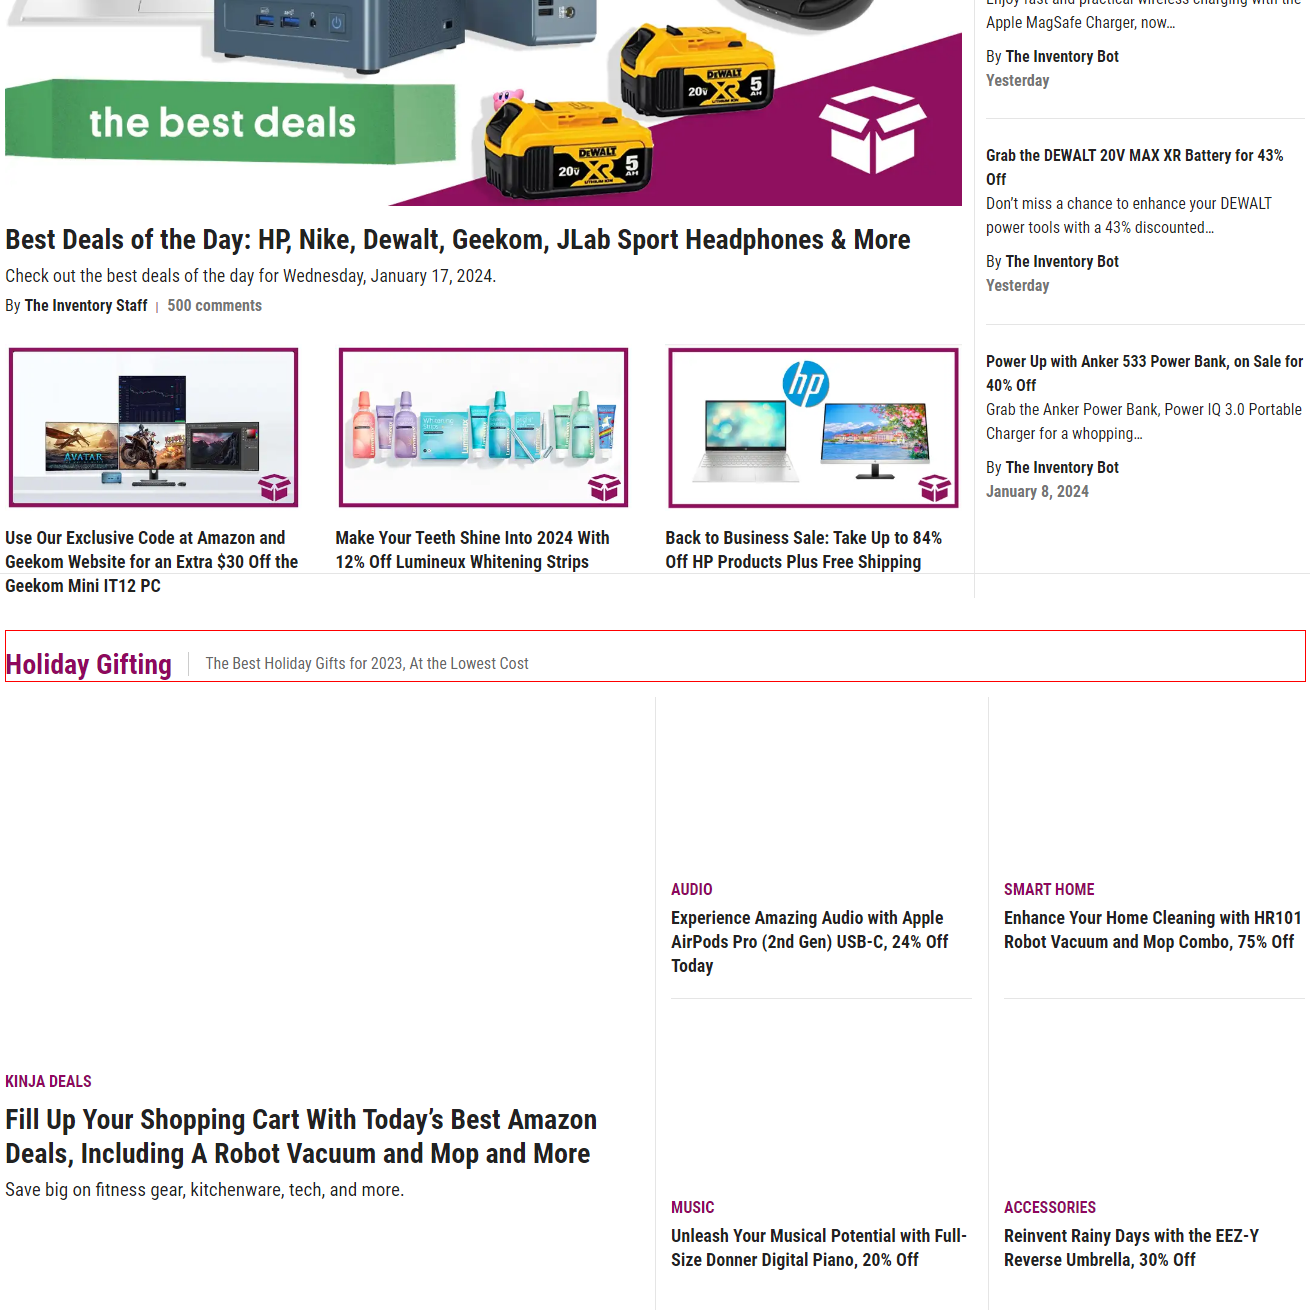 the best deals
DEWALT
20V XR 5
LITHIUM ION AH
DEWALT
20V XR 5
LITHIUM ION AH
Best Deals of the Day: HP, Nike, Dewalt, Geekom, JLab Sport Headphones & More
Check out the best deals of the day for Wednesday, January 17, 2024.
By The Inventory Staff | 500 comments
AVATAR
hp
Use Our Exclusive Code at Amazon and
Geekom Website for an Extra $30 Off the
Geekom Mini IT12 PC
Make Your Teeth Shine Into 2024 With
12% Off Lumineux Whitening Strips
Back to Business Sale: Take Up to 84%
Off HP Products Plus Free Shipping
Enjoy fast and practical wireless charging with the
Apple MagSafe Charger, now…
By The Inventory Bot
Yesterday
Grab the DEWALT 20V MAX XR Battery for 43%
Off
Don’t miss a chance to enhance your DEWALT
power tools with a 43% discounted…
By The Inventory Bot
Yesterday
Power Up with Anker 533 Power Bank, on Sale for
40% Off
Grab the Anker Power Bank, Power IQ 3.0 Portable
Charger for a whopping…
By The Inventory Bot
January 8, 2024
Holiday Gifting The Best Holiday Gifts for 2023, At the Lowest Cost
KINJA DEALS
Fill Up Your Shopping Cart With Today’s Best Amazon
Deals, Including A Robot Vacuum and Mop and More
Save big on fitness gear, kitchenware, tech, and more.
AUDIO
Experience Amazing Audio with Apple
AirPods Pro (2nd Gen) USB-C, 24% Off
Today
SMART HOME
Enhance Your Home Cleaning with HR101
Robot Vacuum and Mop Combo, 75% Off
MUSIC
Unleash Your Musical Potential with Full-
Size Donner Digital Piano, 20% Off
ACCESSORIES
Reinvent Rainy Days with the EEZ-Y
Reverse Umbrella, 30% Off